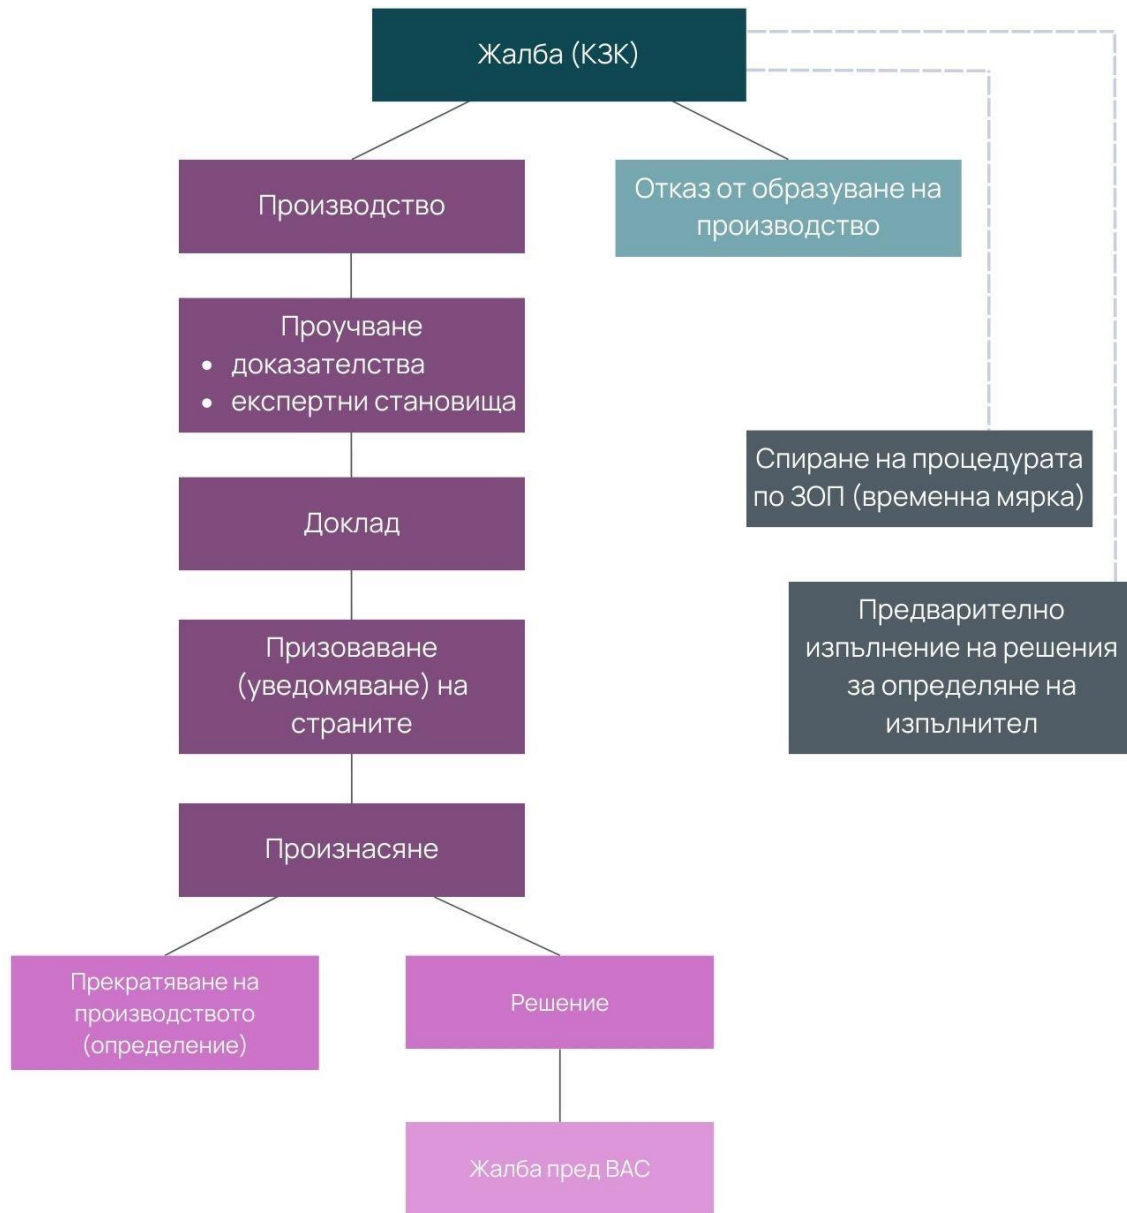 Жалба (КЗК)
Производство
Отказ от образуване на
производство
Проучване
• доказателства
• експертни становища
Доклад
Спиране на процедурата
по ЗОП (временна мярка)
Призоваване
(уведомяване) на
страните
Предварително
изпълнение на решения
за определяне на
изпълнител
Произнасяне
Прекратяване на
производството
(определение)
Решение
Жалба пред ВАС